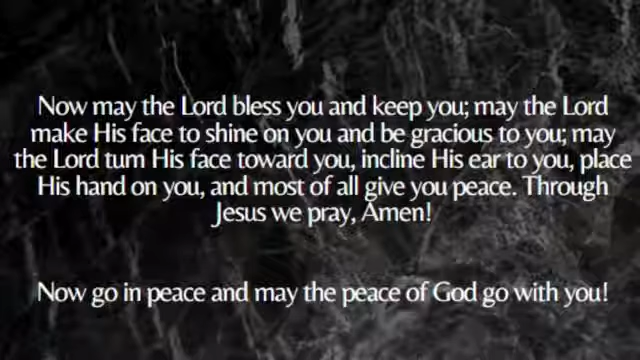 Now may the Lord bless you and keep you; may the Lord
make His face to shine on you and be gracious to you; may
the Lord turn His face toward you, incline His ear to you, place
His hand on you, and most of all give you peace. Through
Jesus we pray, Amen!
Now go in peace and may the peace of God go with you!